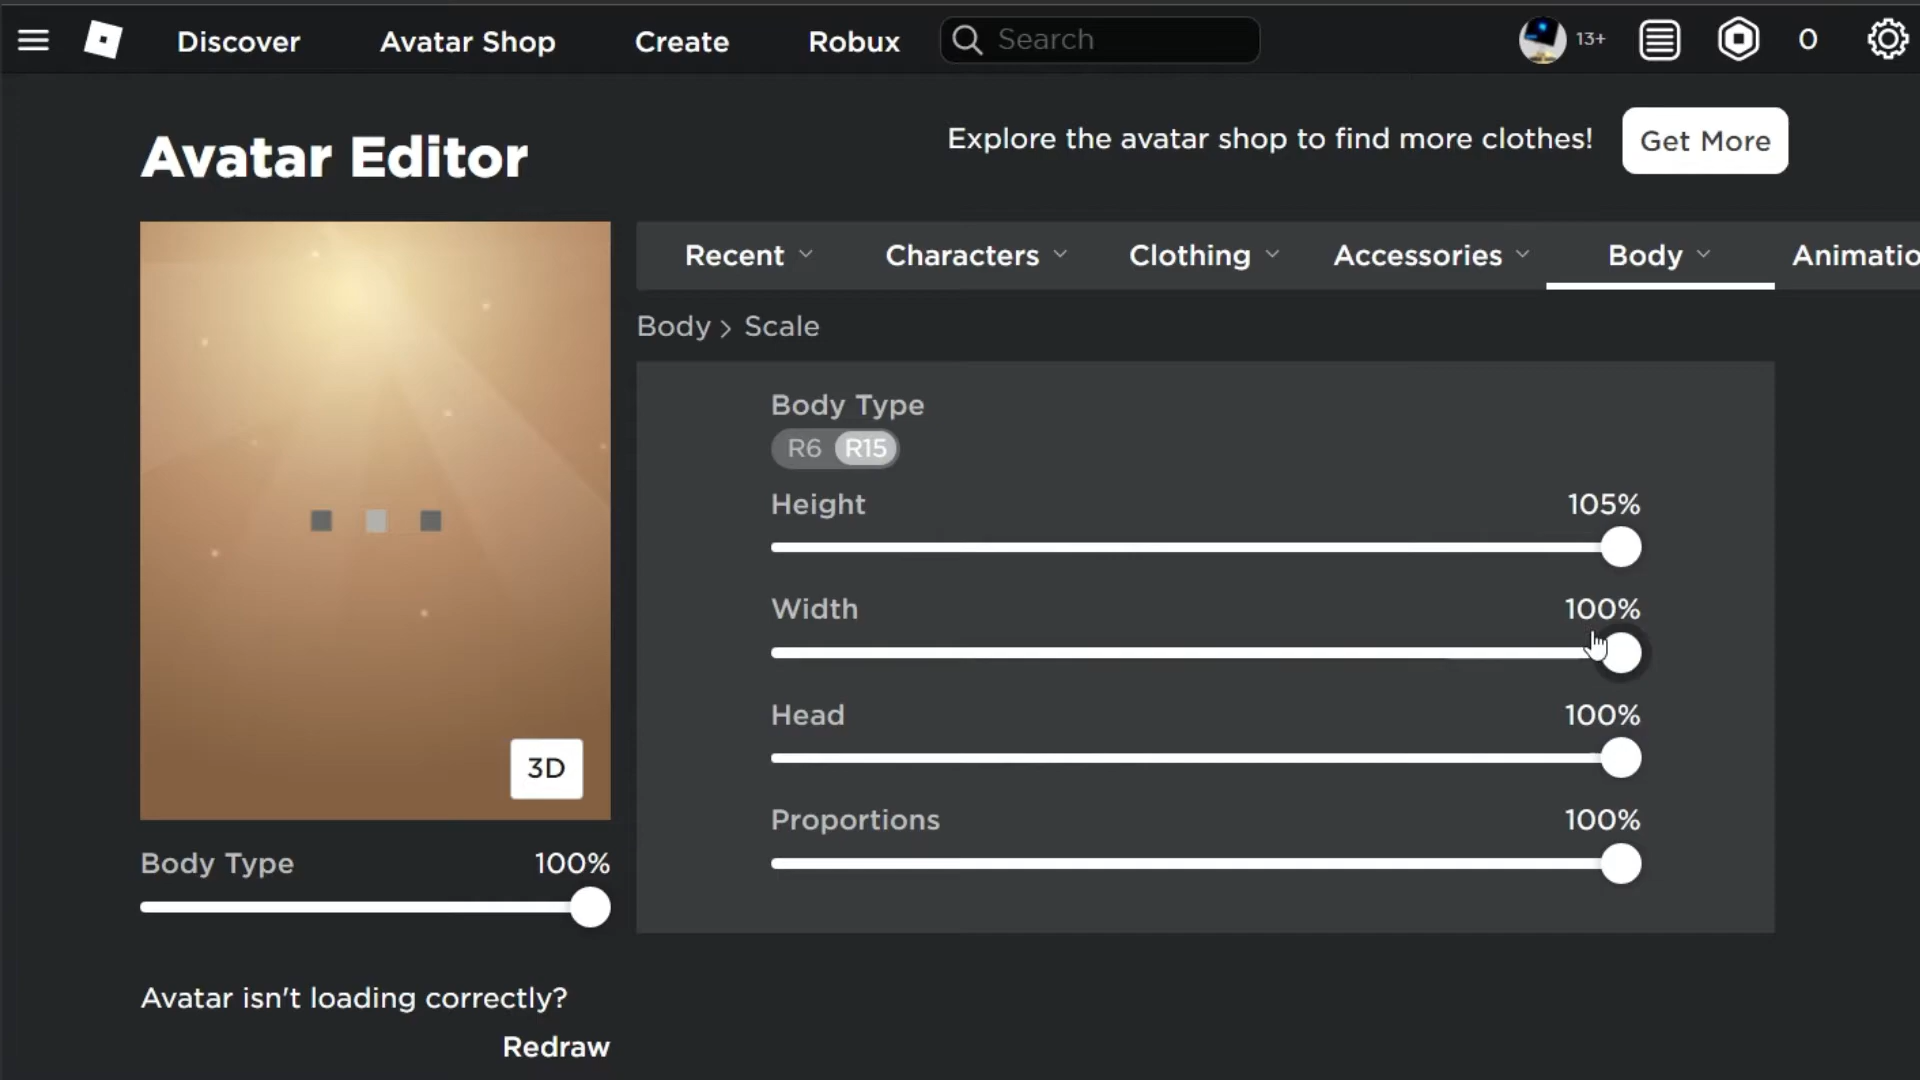 Discover Avatar Shop Create Robux Search 13+ 0
Avatar Editor
Explore the avatar shop to find more clothes! Get More
Recent Characters Clothing Accessories Body Animatio
Body > Scale
Body Type
R6 R15
Height 105%
Width 100%
Head 100%
Proportions 100%
3D
Body Type 100%
Avatar isn't loading correctly?
Redraw